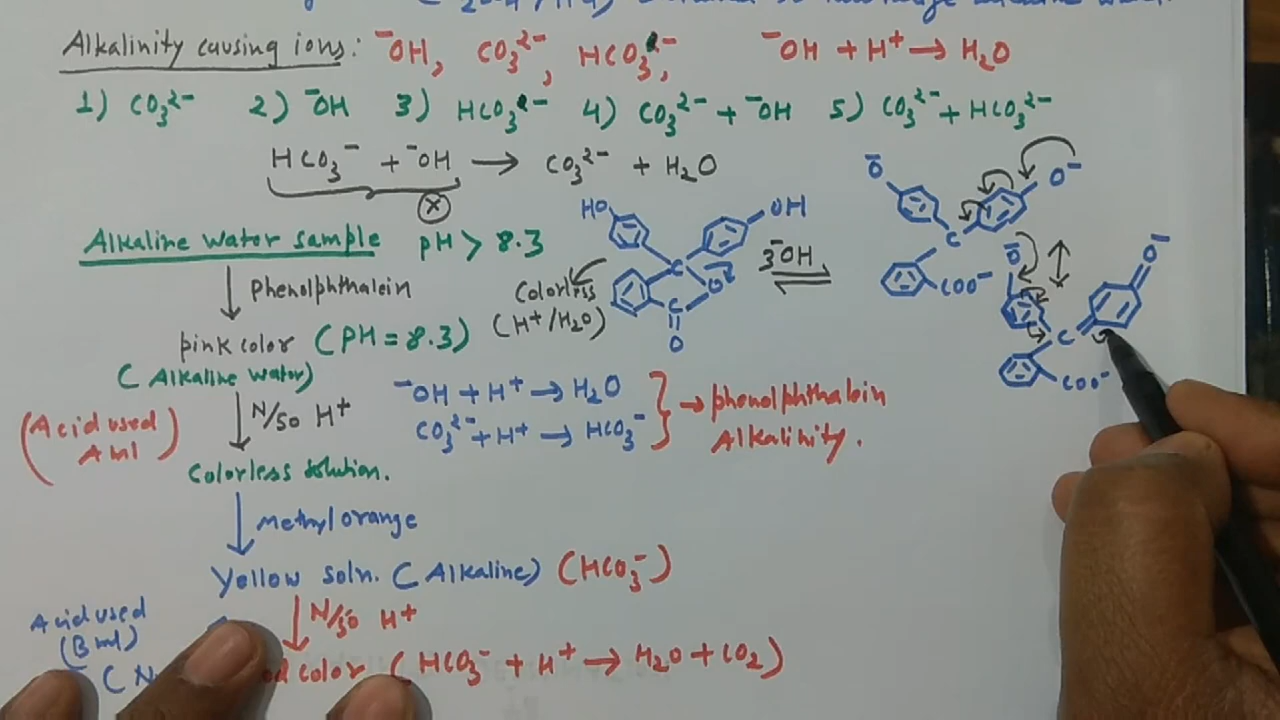 Alkalinity causing ions: ⁻OH, CO₃²⁻, HCO₃⁻, ⁻OH + H⁺ → H₂O
1) CO₃²⁻ 2) ⁻OH 3) HCO₃⁻ 4) CO₃²⁻ + ⁻OH 5) CO₃²⁻ + HCO₃⁻
HCO₃⁻ + ⁻OH → CO₃²⁻ + H₂O
(X)
Alkaline water sample pH > 8.3
Phenolphthalein
pink color (PH = 8.3)
(Alkaline water)
N/50 H⁺
(Acid used
A ml)
Colorless solution.
Methyl orange
Yellow soln. (Alkaline) (HCO₃⁻)
Acid used
(B ml)
N/50 H⁺
color (HCO₃⁻ + H⁺ → H₂O + CO₂)
(N
⁻OH + H⁺ → H₂O
CO₃²⁻ + H⁺ → HCO₃⁻
→ phenolphthalein
Alkalinity.
Colorless
(H⁺/H₂O)
HO
OH
C
O
C
O
3⁻OH
O⁻
O⁻
C
COO⁻
O⁻
O⁻
C
COO⁻